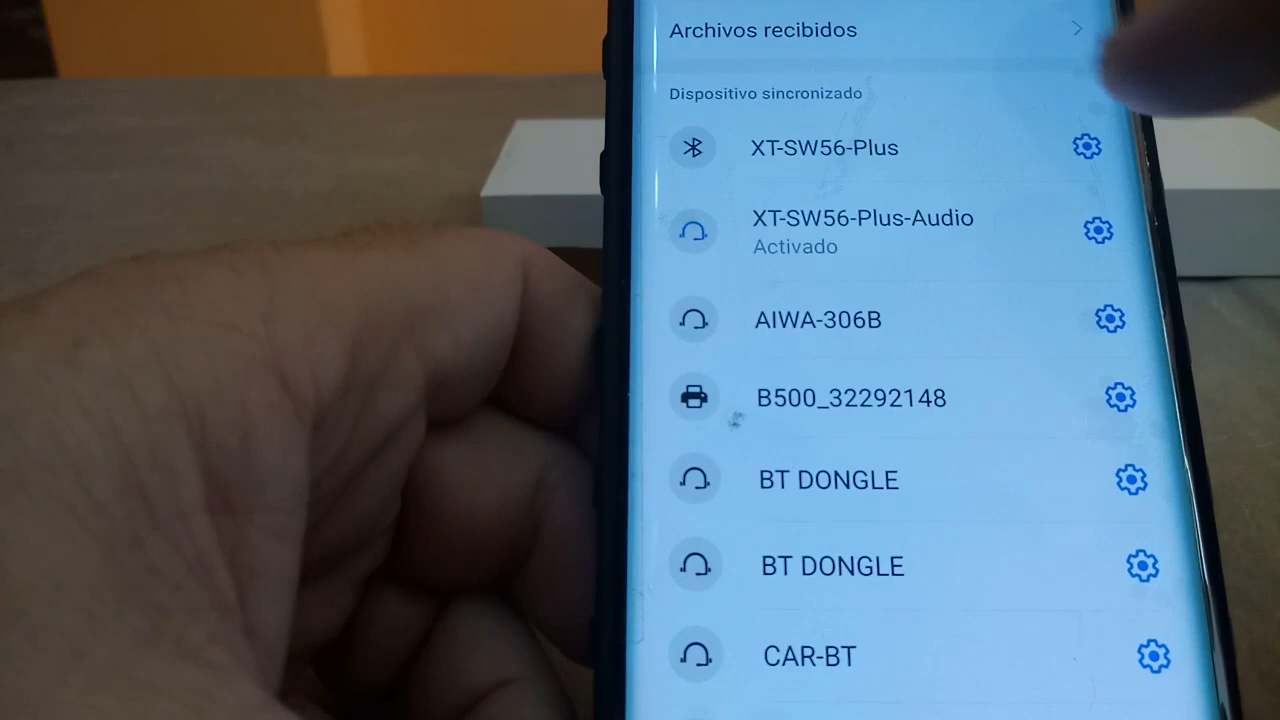 Archivos recibidos
Dispositivo sincronizado
XT-SW56-Plus
XT-SW56-Plus-Audio
Activado
AIWA-306B
B500_32292148
BT DONGLE
BT DONGLE
CAR-BT